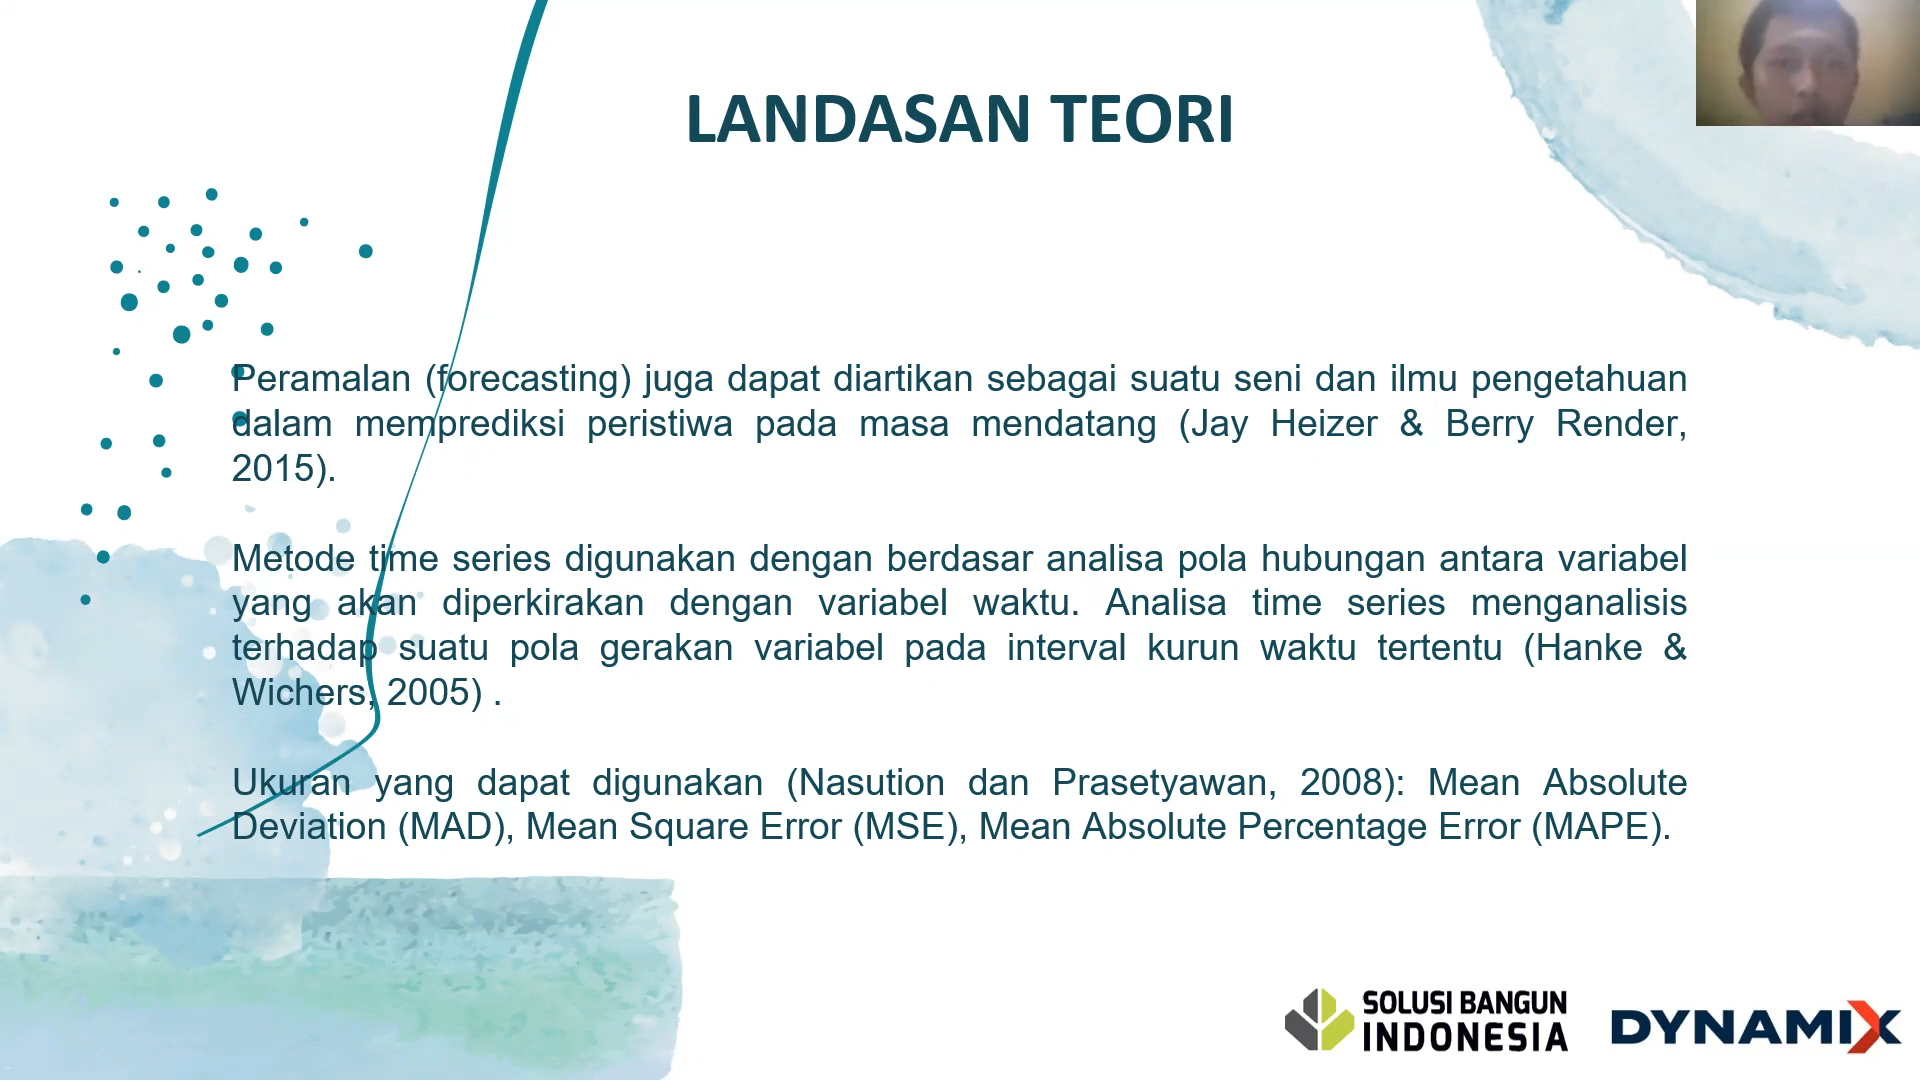 LANDASAN TEORI
Peramalan (forecasting) juga dapat diartikan sebagai suatu seni dan ilmu pengetahuan
dalam memprediksi peristiwa pada masa mendatang (Jay Heizer & Berry Render,
2015).
Metode time series digunakan dengan berdasar analisa pola hubungan antara variabel
yang akan diperkirakan dengan variabel waktu. Analisa time series menganalisis
terhadap suatu pola gerakan variabel pada interval kurun waktu tertentu (Hanke &
Wichers, 2005) .
Ukuran yang dapat digunakan (Nasution dan Prasetyawan, 2008): Mean Absolute
Deviation (MAD), Mean Square Error (MSE), Mean Absolute Percentage Error (MAPE).
SOLUSI BANGUN
INDONESIA
DYNAMIX